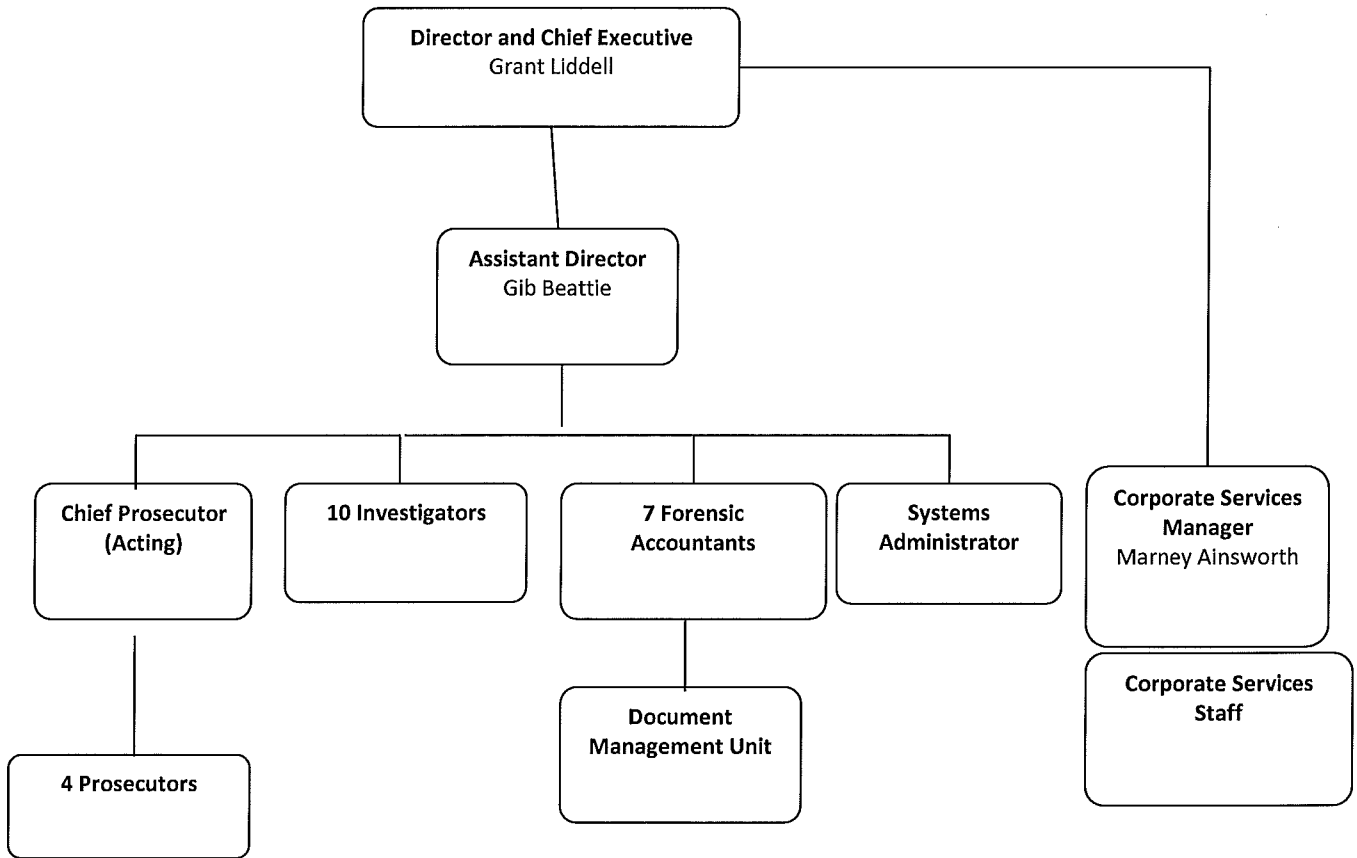 Director and Chief Executive
Grant Liddell
Assistant Director
Gib Beattie
Chief Prosecutor
(Acting)
10 Investigators
7 Forensic
Accountants
Systems
Administrator
Corporate Services
Manager
Marney Ainsworth
Corporate Services
Staff
Document
Management Unit
4 Prosecutors